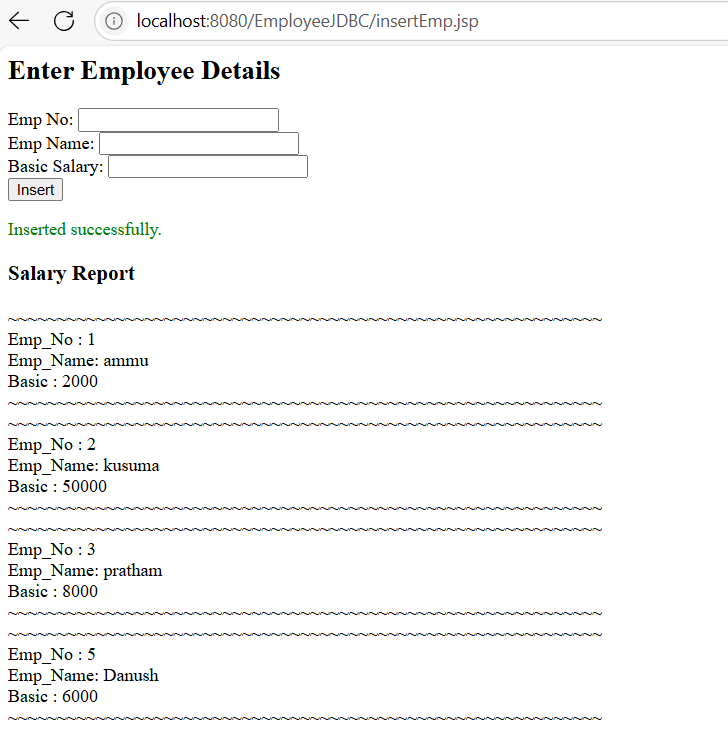 localhost:8080/EmployeeJDBC/insertEmp.jsp
Enter Employee Details
Emp No:
Emp Name:
Basic Salary:
Insert
Inserted successfully.
Salary Report
~~~~~~~~~~~~~~~~~~~~~~~~~~~~~~~~~~~~~~~~~~~~~~~~~~~~~~~~~~~~~~~
Emp_No : 1
Emp_Name: ammu
Basic : 2000
~~~~~~~~~~~~~~~~~~~~~~~~~~~~~~~~~~~~~~~~~~~~~~~~~~~~~~~~~~~~~~~
~~~~~~~~~~~~~~~~~~~~~~~~~~~~~~~~~~~~~~~~~~~~~~~~~~~~~~~~~~~~~~~
Emp_No : 2
Emp_Name: kusuma
Basic : 50000
~~~~~~~~~~~~~~~~~~~~~~~~~~~~~~~~~~~~~~~~~~~~~~~~~~~~~~~~~~~~~~~
~~~~~~~~~~~~~~~~~~~~~~~~~~~~~~~~~~~~~~~~~~~~~~~~~~~~~~~~~~~~~~~
Emp_No : 3
Emp_Name: pratham
Basic : 8000
~~~~~~~~~~~~~~~~~~~~~~~~~~~~~~~~~~~~~~~~~~~~~~~~~~~~~~~~~~~~~~~
~~~~~~~~~~~~~~~~~~~~~~~~~~~~~~~~~~~~~~~~~~~~~~~~~~~~~~~~~~~~~~~
Emp_No : 5
Emp_Name: Danush
Basic : 6000
~~~~~~~~~~~~~~~~~~~~~~~~~~~~~~~~~~~~~~~~~~~~~~~~~~~~~~~~~~~~~~~